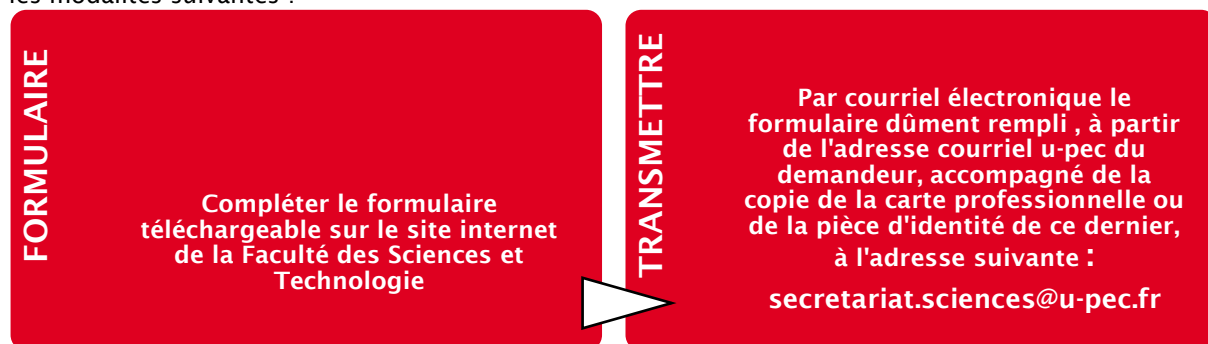 les modalités suivantes :
FORMULAIRE
Compléter le formulaire
téléchargeable sur le site internet
de la Faculté des Sciences et
Technologie
TRANSMETTRE
Par courriel électronique le
formulaire dûment rempli , à partir
de l'adresse courriel u-pec du
demandeur, accompagné de la
copie de la carte professionnelle ou
de la pièce d'identité de ce dernier,
à l'adresse suivante :
secretariat.sciences@u-pec.fr